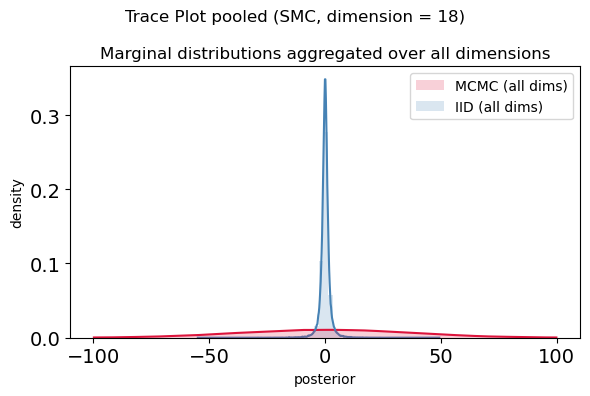 Trace Plot pooled (SMC, dimension = 18)
Marginal distributions aggregated over all dimensions
MCMC (all dims)
IID (all dims)
density
0.3
0.2
0.1
0.0
−100
−50
0
50
100
posterior